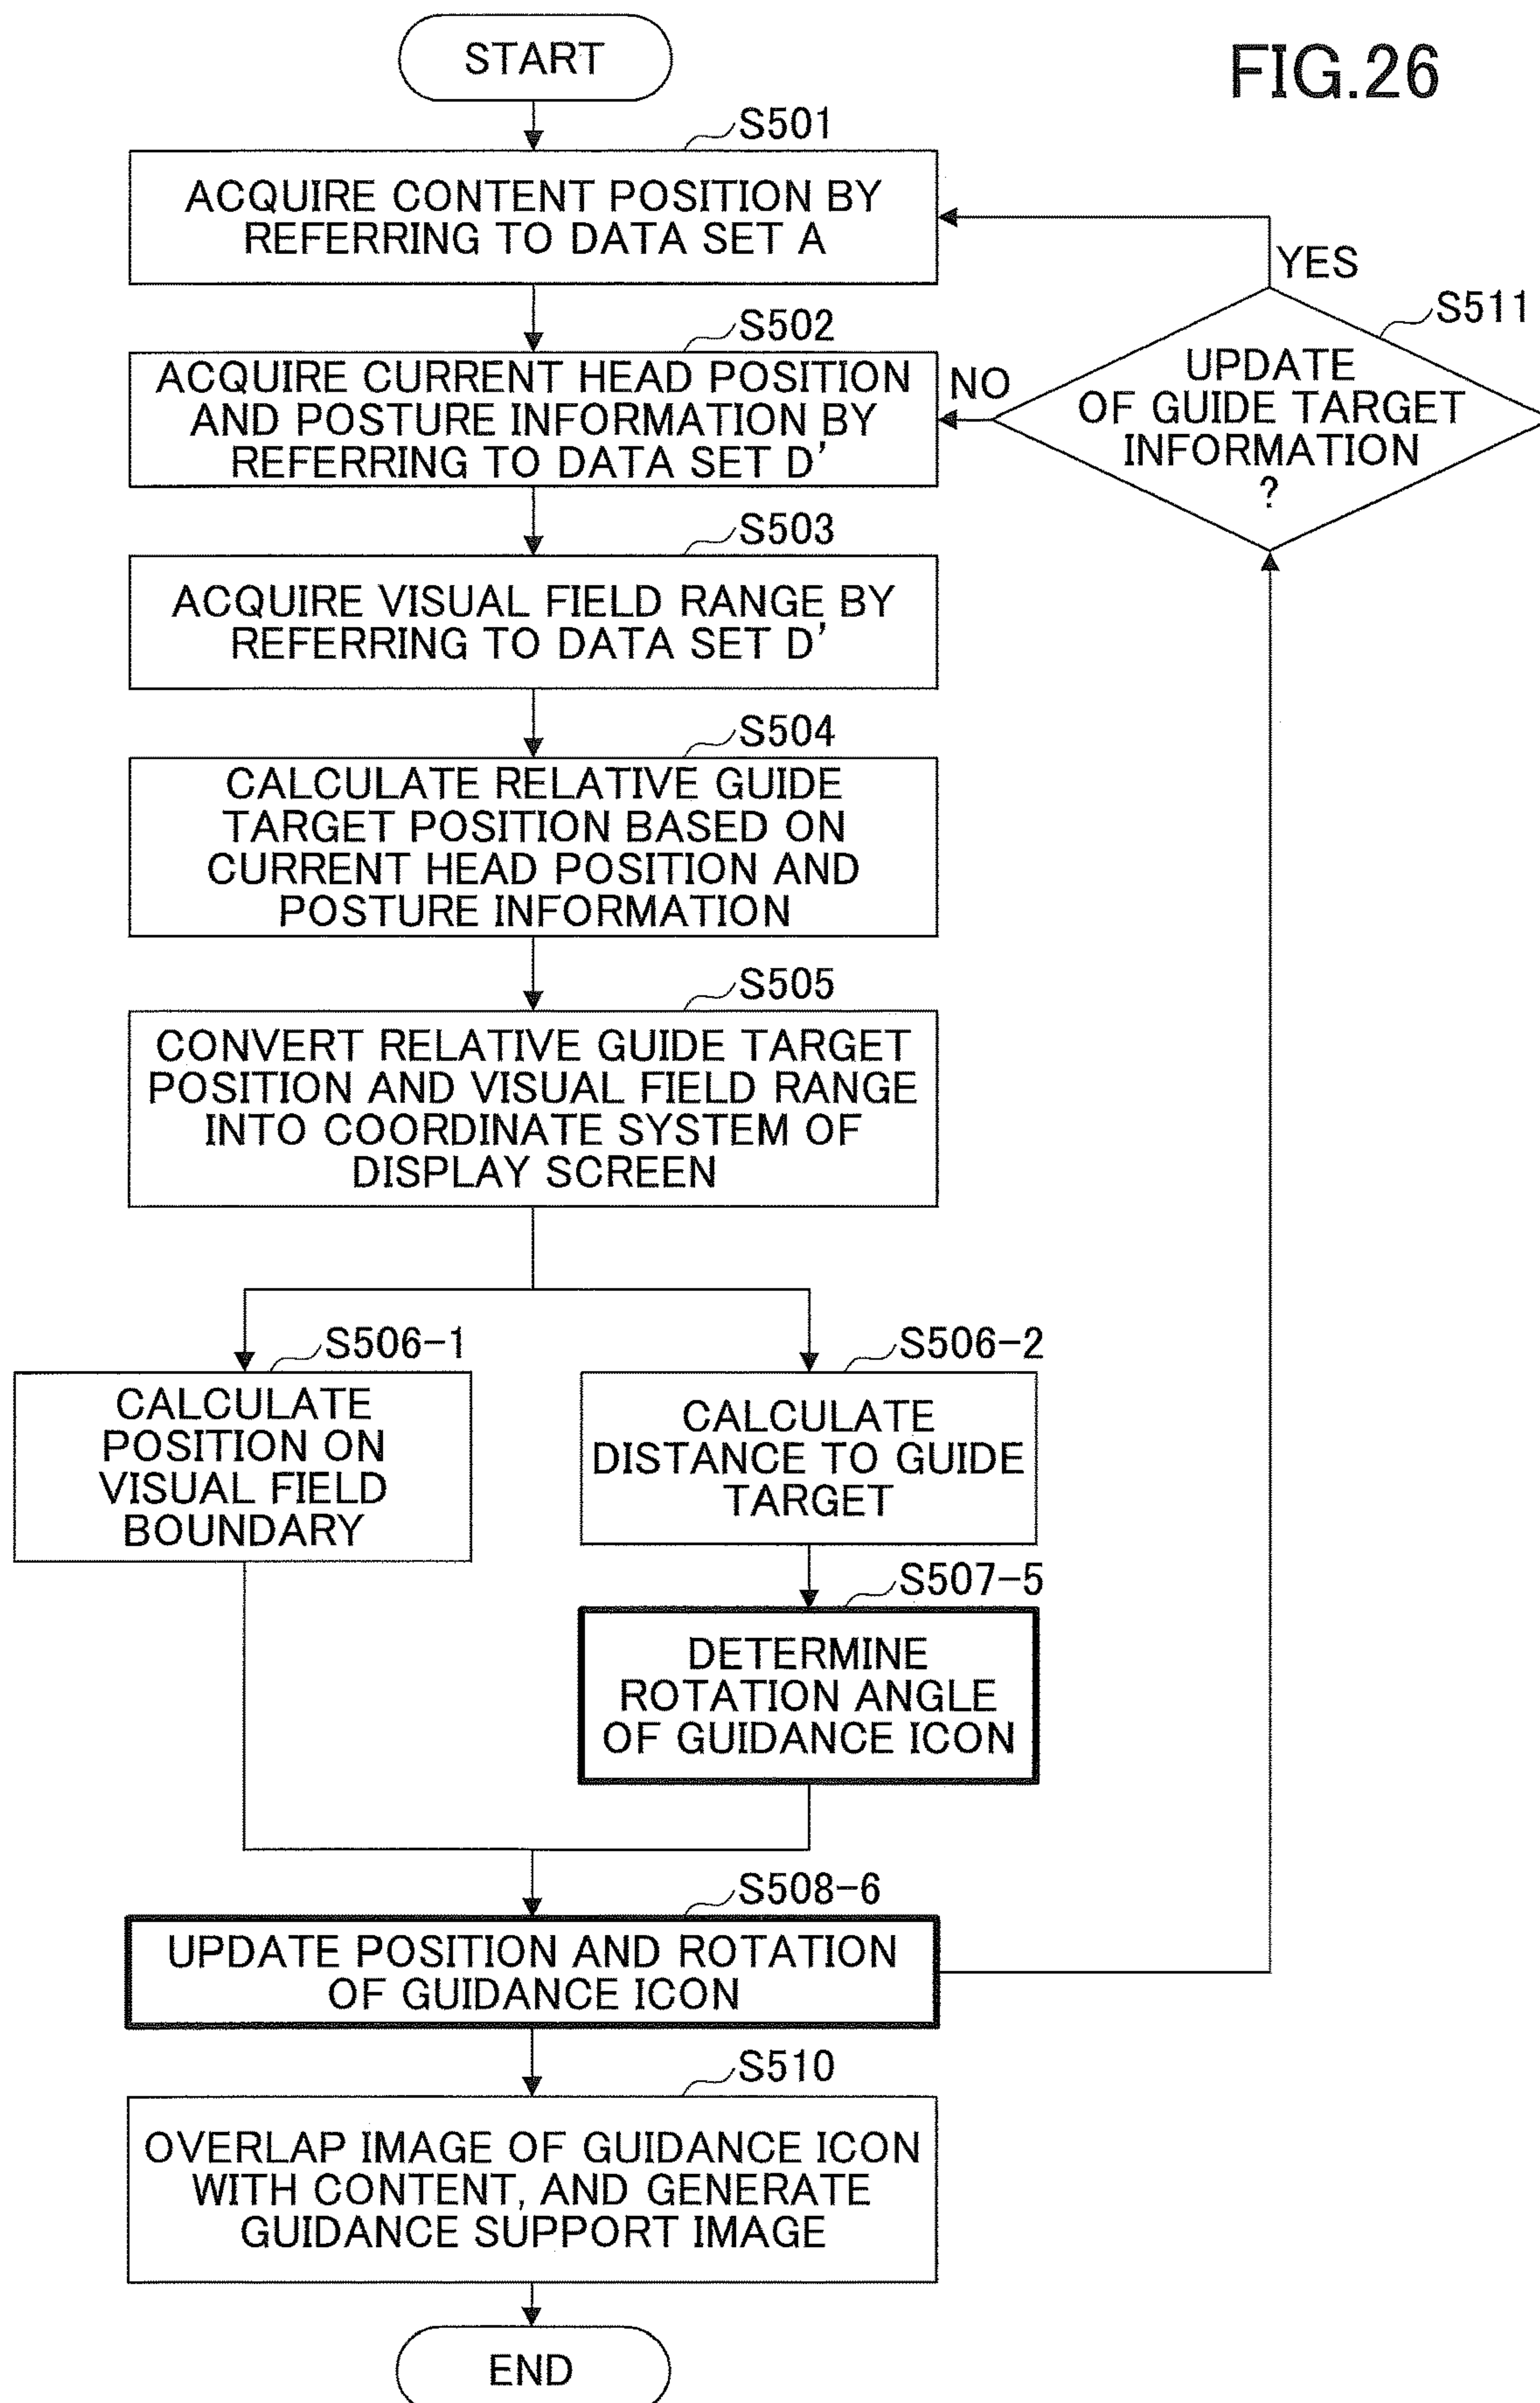 FIG.26
START
S501
ACQUIRE CONTENT POSITION BY
REFERRING TO DATA SET A
YES
S511
UPDATE
OF GUIDE TARGET
INFORMATION
?
NO
S502
ACQUIRE CURRENT HEAD POSITION
AND POSTURE INFORMATION BY
REFERRING TO DATA SET D'
S503
ACQUIRE VISUAL FIELD RANGE BY
REFERRING TO DATA SET D'
S504
CALCULATE RELATIVE GUIDE
TARGET POSITION BASED ON
CURRENT HEAD POSITION AND
POSTURE INFORMATION
S505
CONVERT RELATIVE GUIDE TARGET
POSITION AND VISUAL FIELD RANGE
INTO COORDINATE SYSTEM OF
DISPLAY SCREEN
S506-1
CALCULATE
POSITION ON
VISUAL FIELD
BOUNDARY
S506-2
CALCULATE
DISTANCE TO GUIDE
TARGET
S507-5
DETERMINE
ROTATION ANGLE
OF GUIDANCE ICON
S508-6
UPDATE POSITION AND ROTATION
OF GUIDANCE ICON
S510
OVERLAP IMAGE OF GUIDANCE ICON
WITH CONTENT, AND GENERATE
GUIDANCE SUPPORT IMAGE
END